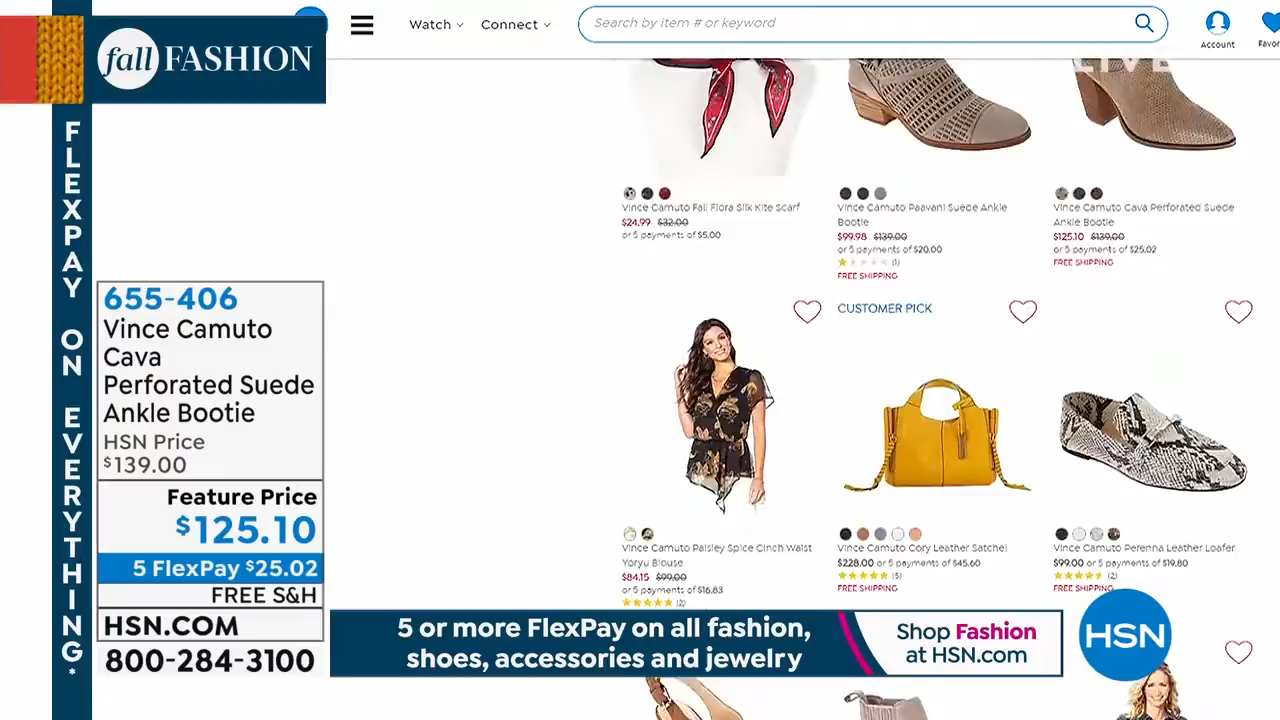 fall FASHION
Watch
Connect
Search by item # or keyword
Account
Favor
LIVE
FLEXPAY ON EVERYTHING*
655-406
Vince Camuto
Cava
Perforated Suede
Ankle Bootie
HSN Price
$139.00
Feature Price
$125.10
5 FlexPay $25.02
FREE S&H
HSN.COM
800-284-3100
Vince Camuto Fall Flora Silk Kite Scarf
$24.99 $32.00
or 5 payments of $5.00
Vince Camuto Paavani Suede Ankle
Bootie
$99.98 $139.00
or 5 payments of $20.00
(1)
FREE SHIPPING
Vince Camuto Cava Perforated Suede
Ankle Bootie
$125.10 $139.00
or 5 payments of $25.02
FREE SHIPPING
CUSTOMER PICK
Vince Camuto Paisley Spice Cinch Waist
Yoryu Blouse
$84.15 $99.00
or 5 payments of $16.83
(2)
Vince Camuto Cory Leather Satchel
$228.00 or 5 payments of $45.60
(5)
FREE SHIPPING
Vince Camuto Perenna Leather Loafer
$99.00 or 5 payments of $19.80
(2)
FREE SHIPPING
5 or more FlexPay on all fashion,
shoes, accessories and jewelry
Shop Fashion
at HSN.com
HSN